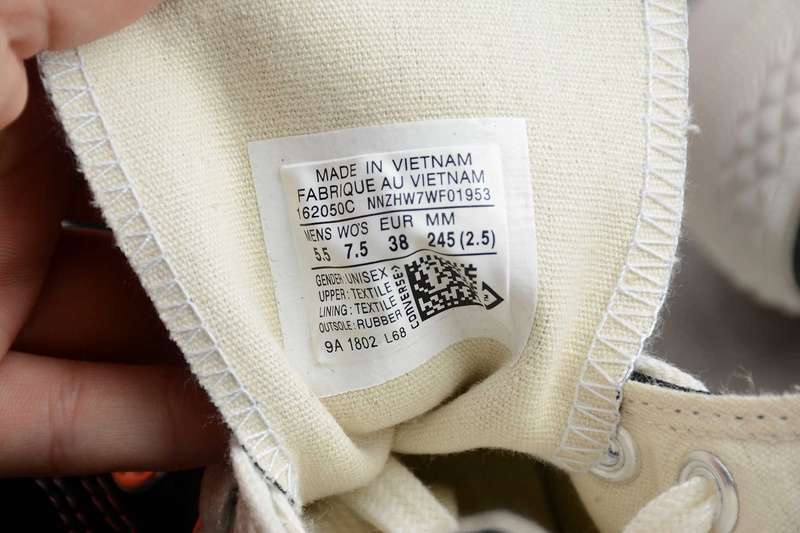 MADE IN VIETNAM
FABRIQUE AU VIETNAM
162050C NNZHW7WF01953
MENS WO'S EUR MM
5.5 7.5 38 245 (2.5)
GENDER: UNISEX
UPPER: TEXTILE
LINING: TEXTILE
OUTSOLE: RUBBER
CONVERSE
9A 1802 L68